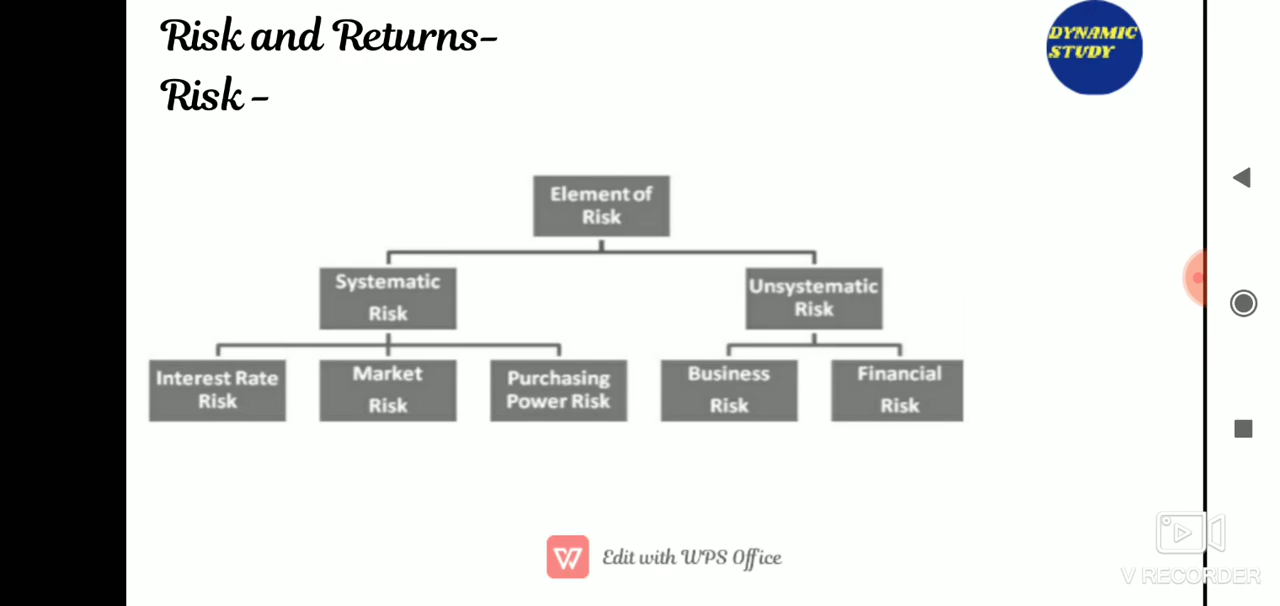 Risk and Returns-
DYNAMIC
STUDY
Risk -
Element of
Risk
Systematic
Risk
Unsystematic
Risk
Interest Rate
Risk
Market
Risk
Purchasing
Power Risk
Business
Risk
Financial
Risk
Edit with WPS Office
V RECORDER